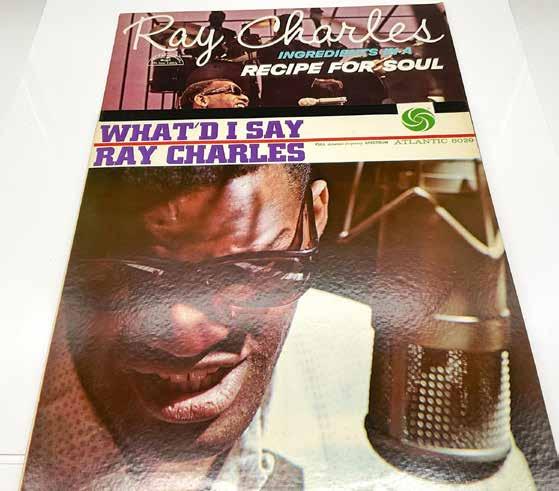 Ray Charles
INGREDIENTS IN A
RECIPE FOR SOUL
WHAT'D I SAY
RAY CHARLES
ATLANTIC 8029